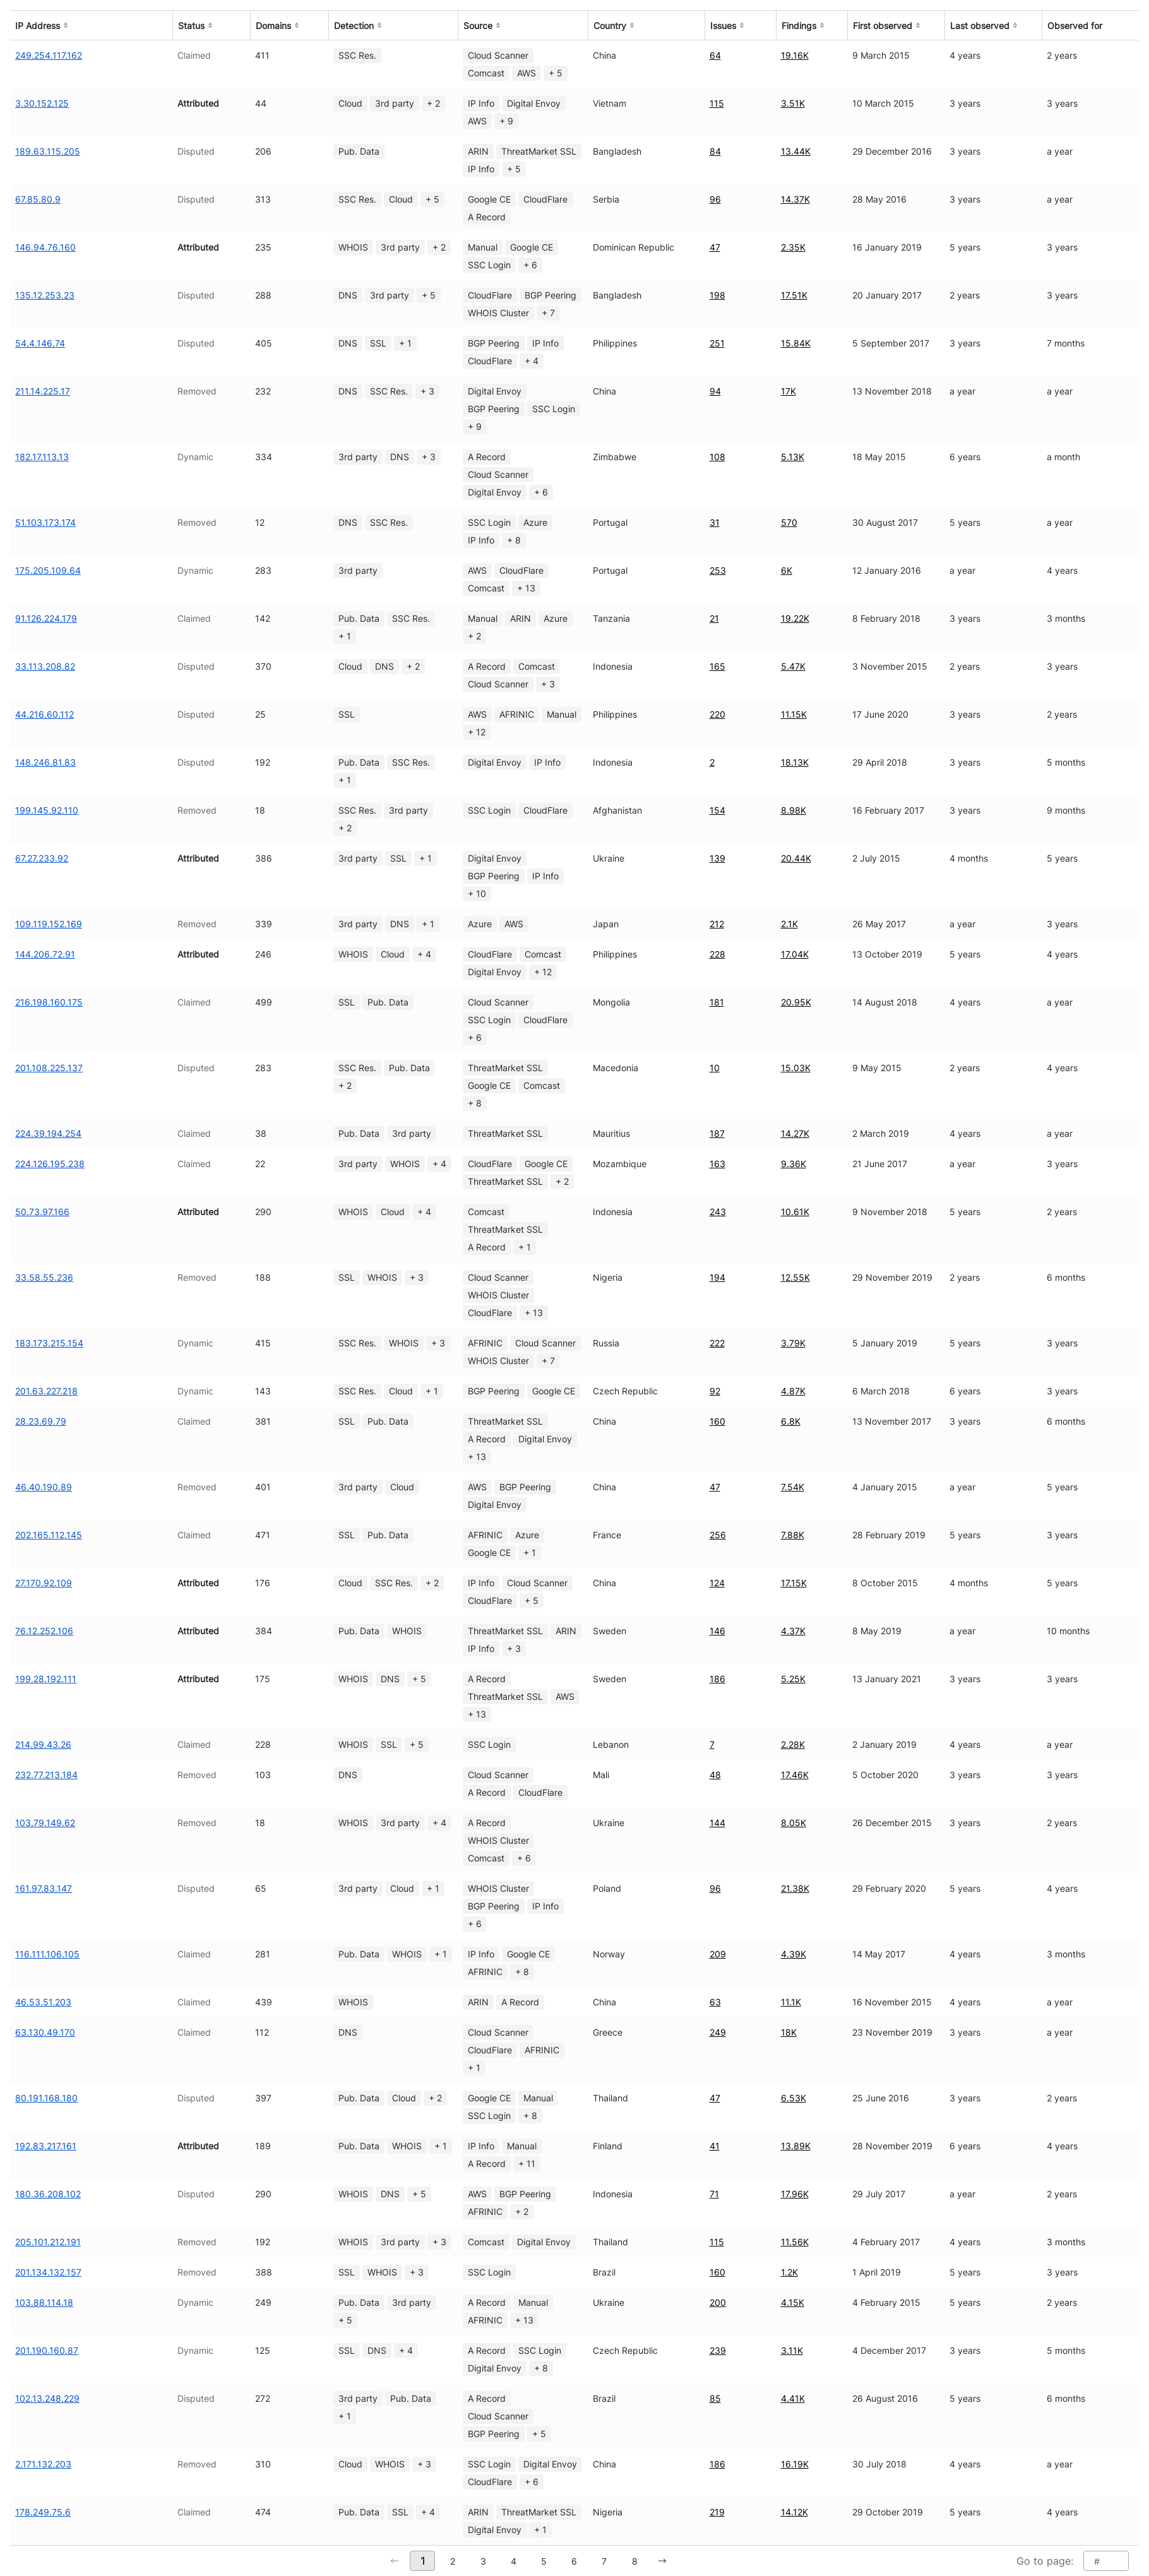 IP Address Status Domains Detection Source Country Issues Findings First observed Last observed Observed for
249.254.117.162 Claimed 411 SSC Res. Cloud Scanner China 64 19.16K 9 March 2015 4 years 2 years
Comcast AWS + 5
3.30.152.125 Attributed 44 Cloud 3rd party + 2 IP Info Digital Envoy Vietnam 115 3.51K 10 March 2015 3 years 3 years
AWS + 9
189.63.115.205 Disputed 206 Pub. Data ARIN ThreatMarket SSL Bangladesh 84 13.44K 29 December 2016 3 years a year
IP Info + 5
67.85.80.9 Disputed 313 SSC Res. Cloud + 5 Google CE CloudFlare Serbia 96 14.37K 28 May 2016 3 years a year
A Record
146.94.76.160 Attributed 235 WHOIS 3rd party + 2 Manual Google CE Dominican Republic 47 2.35K 16 January 2019 5 years 3 years
SSC Login + 6
135.12.253.23 Disputed 288 DNS 3rd party + 5 CloudFlare BGP Peering Bangladesh 198 17.51K 20 January 2017 2 years 3 years
WHOIS Cluster + 7
54.4.146.74 Disputed 405 DNS SSL + 1 BGP Peering IP Info Philippines 251 15.84K 5 September 2017 3 years 7 months
CloudFlare + 4
211.14.225.17 Removed 232 DNS SSC Res. + 3 Digital Envoy China 94 17K 13 November 2018 a year a year
BGP Peering SSC Login
+ 9
182.17.113.13 Dynamic 334 3rd party DNS + 3 A Record Zimbabwe 108 5.13K 18 May 2015 6 years a month
Cloud Scanner
Digital Envoy + 6
51.103.173.174 Removed 12 DNS SSC Res. SSC Login Azure Portugal 31 570 30 August 2017 5 years a year
IP Info + 8
175.205.109.64 Dynamic 283 3rd party AWS CloudFlare Portugal 253 6K 12 January 2016 a year 4 years
Comcast + 13
91.126.224.179 Claimed 142 Pub. Data SSC Res. Manual ARIN Azure Tanzania 21 19.22K 8 February 2018 3 years 3 months
+ 1 + 2
33.113.208.82 Disputed 370 Cloud DNS + 2 A Record Comcast Indonesia 165 5.47K 3 November 2015 2 years 3 years
Cloud Scanner + 3
44.216.60.112 Disputed 25 SSL AWS AFRINIC Manual Philippines 220 11.15K 17 June 2020 3 years 2 years
+ 12
148.246.81.83 Disputed 192 Pub. Data SSC Res. Digital Envoy IP Info Indonesia 2 18.13K 29 April 2018 3 years 5 months
+ 1
199.145.92.110 Removed 18 SSC Res. 3rd party SSC Login CloudFlare Afghanistan 154 8.98K 16 February 2017 3 years 9 months
+ 2
67.27.233.92 Attributed 386 3rd party SSL + 1 Digital Envoy Ukraine 139 20.44K 2 July 2015 4 months 5 years
BGP Peering IP Info
+ 10
109.119.152.169 Removed 339 3rd party DNS + 1 Azure AWS Japan 212 2.1K 26 May 2017 a year 3 years
144.206.72.91 Attributed 246 WHOIS Cloud + 4 CloudFlare Comcast Philippines 228 17.04K 13 October 2019 5 years 4 years
Digital Envoy + 12
216.198.160.175 Claimed 499 SSL Pub. Data Cloud Scanner Mongolia 181 20.95K 14 August 2018 4 years a year
SSC Login CloudFlare
+ 6
201.108.225.137 Disputed 283 SSC Res. Pub. Data ThreatMarket SSL Macedonia 10 15.03K 9 May 2015 2 years 4 years
+ 2 Google CE Comcast
+ 8
224.39.194.254 Claimed 38 Pub. Data 3rd party ThreatMarket SSL Mauritius 187 14.27K 2 March 2019 4 years a year
224.126.195.238 Claimed 22 3rd party WHOIS + 4 CloudFlare Google CE Mozambique 163 9.36K 21 June 2017 a year 3 years
ThreatMarket SSL + 2
50.73.97.166 Attributed 290 WHOIS Cloud + 4 Comcast Indonesia 243 10.61K 9 November 2018 5 years 2 years
ThreatMarket SSL
A Record + 1
33.58.55.236 Removed 188 SSL WHOIS + 3 Cloud Scanner Nigeria 194 12.55K 29 November 2019 2 years 6 months
WHOIS Cluster
CloudFlare + 13
183.173.215.154 Dynamic 415 SSC Res. WHOIS + 3 AFRINIC Cloud Scanner Russia 222 3.79K 5 January 2019 5 years 3 years
WHOIS Cluster + 7
201.63.227.218 Dynamic 143 SSC Res. Cloud + 1 BGP Peering Google CE Czech Republic 92 4.87K 6 March 2018 6 years 3 years
28.23.69.79 Claimed 381 SSL Pub. Data ThreatMarket SSL China 160 6.8K 13 November 2017 3 years 6 months
A Record Digital Envoy
+ 13
46.40.190.89 Removed 401 3rd party Cloud AWS BGP Peering China 47 7.54K 4 January 2015 a year 5 years
Digital Envoy
202.165.112.145 Claimed 471 SSL Pub. Data AFRINIC Azure France 256 7.88K 28 February 2019 5 years 3 years
Google CE + 1
27.170.92.109 Attributed 176 Cloud SSC Res. + 2 IP Info Cloud Scanner China 124 17.15K 8 October 2015 4 months 5 years
CloudFlare + 5
76.12.252.106 Attributed 384 Pub. Data WHOIS ThreatMarket SSL ARIN Sweden 146 4.37K 8 May 2019 a year 10 months
IP Info + 3
199.28.192.111 Attributed 175 WHOIS DNS + 5 A Record Sweden 186 5.25K 13 January 2021 3 years 3 years
ThreatMarket SSL AWS
+ 13
214.99.43.26 Claimed 228 WHOIS SSL + 5 SSC Login Lebanon 7 2.28K 2 January 2019 4 years a year
232.77.213.184 Removed 103 DNS Cloud Scanner Mali 48 17.46K 5 October 2020 3 years 3 years
A Record CloudFlare
103.79.149.62 Removed 18 WHOIS 3rd party + 4 A Record Ukraine 144 8.05K 26 December 2015 3 years 2 years
WHOIS Cluster
Comcast + 6
161.97.83.147 Disputed 65 3rd party Cloud + 1 WHOIS Cluster Poland 96 21.38K 29 February 2020 5 years 4 years
BGP Peering IP Info
+ 6
116.111.106.105 Claimed 281 Pub. Data WHOIS + 1 IP Info Google CE Norway 209 4.39K 14 May 2017 4 years 3 months
AFRINIC + 8
46.53.51.203 Claimed 439 WHOIS ARIN A Record China 63 11.1K 16 November 2015 4 years a year
63.130.49.170 Claimed 112 DNS Cloud Scanner Greece 249 18K 23 November 2019 3 years a year
CloudFlare AFRINIC
+ 1
80.191.168.180 Disputed 397 Pub. Data Cloud + 2 Google CE Manual Thailand 47 6.53K 25 June 2016 3 years 2 years
SSC Login + 8
192.83.217.161 Attributed 189 Pub. Data WHOIS + 1 IP Info Manual Finland 41 13.89K 28 November 2019 6 years 4 years
A Record + 11
180.36.208.102 Disputed 290 WHOIS DNS + 5 AWS BGP Peering Indonesia 71 17.96K 29 July 2017 a year 2 years
AFRINIC + 2
205.101.212.191 Removed 192 WHOIS 3rd party + 3 Comcast Digital Envoy Thailand 115 11.56K 4 February 2017 4 years 3 months
201.134.132.157 Removed 388 SSL WHOIS + 3 SSC Login Brazil 160 1.2K 1 April 2019 5 years 3 years
103.88.114.18 Dynamic 249 Pub. Data 3rd party A Record Manual Ukraine 200 4.15K 4 February 2015 5 years 2 years
+ 5 AFRINIC + 13
201.190.160.87 Dynamic 125 SSL DNS + 4 A Record SSC Login Czech Republic 239 3.11K 4 December 2017 3 years 5 months
Digital Envoy + 8
102.13.248.229 Disputed 272 3rd party Pub. Data A Record Brazil 85 4.41K 26 August 2016 5 years 6 months
+ 1 Cloud Scanner
BGP Peering + 5
2.171.132.203 Removed 310 Cloud WHOIS + 3 SSC Login Digital Envoy China 186 16.19K 30 July 2018 4 years a year
CloudFlare + 6
178.249.75.6 Claimed 474 Pub. Data SSL + 4 ARIN ThreatMarket SSL Nigeria 219 14.12K 29 October 2019 5 years 4 years
Digital Envoy + 1
← 1 2 3 4 5 6 7 8 → Go to page: #